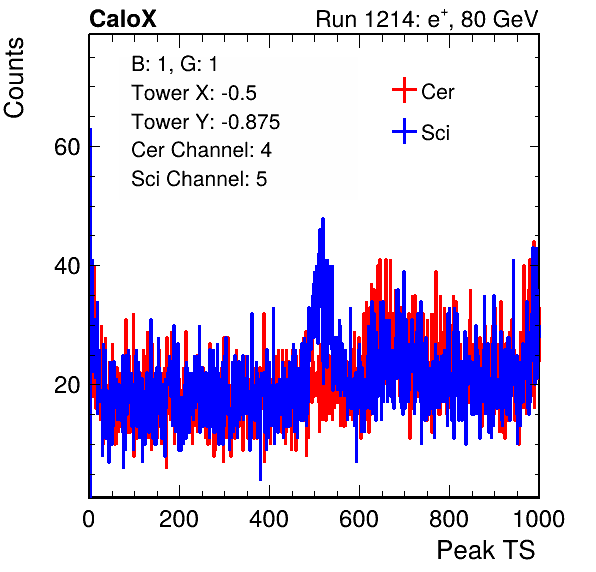 CaloX Run 1214: e⁺, 80 GeV
Counts
B: 1, G: 1
Tower X: -0.5
Tower Y: -0.875
Cer Channel: 4
Sci Channel: 5
Cer
Sci
60
40
20
0 200 400 600 800 1000
Peak TS